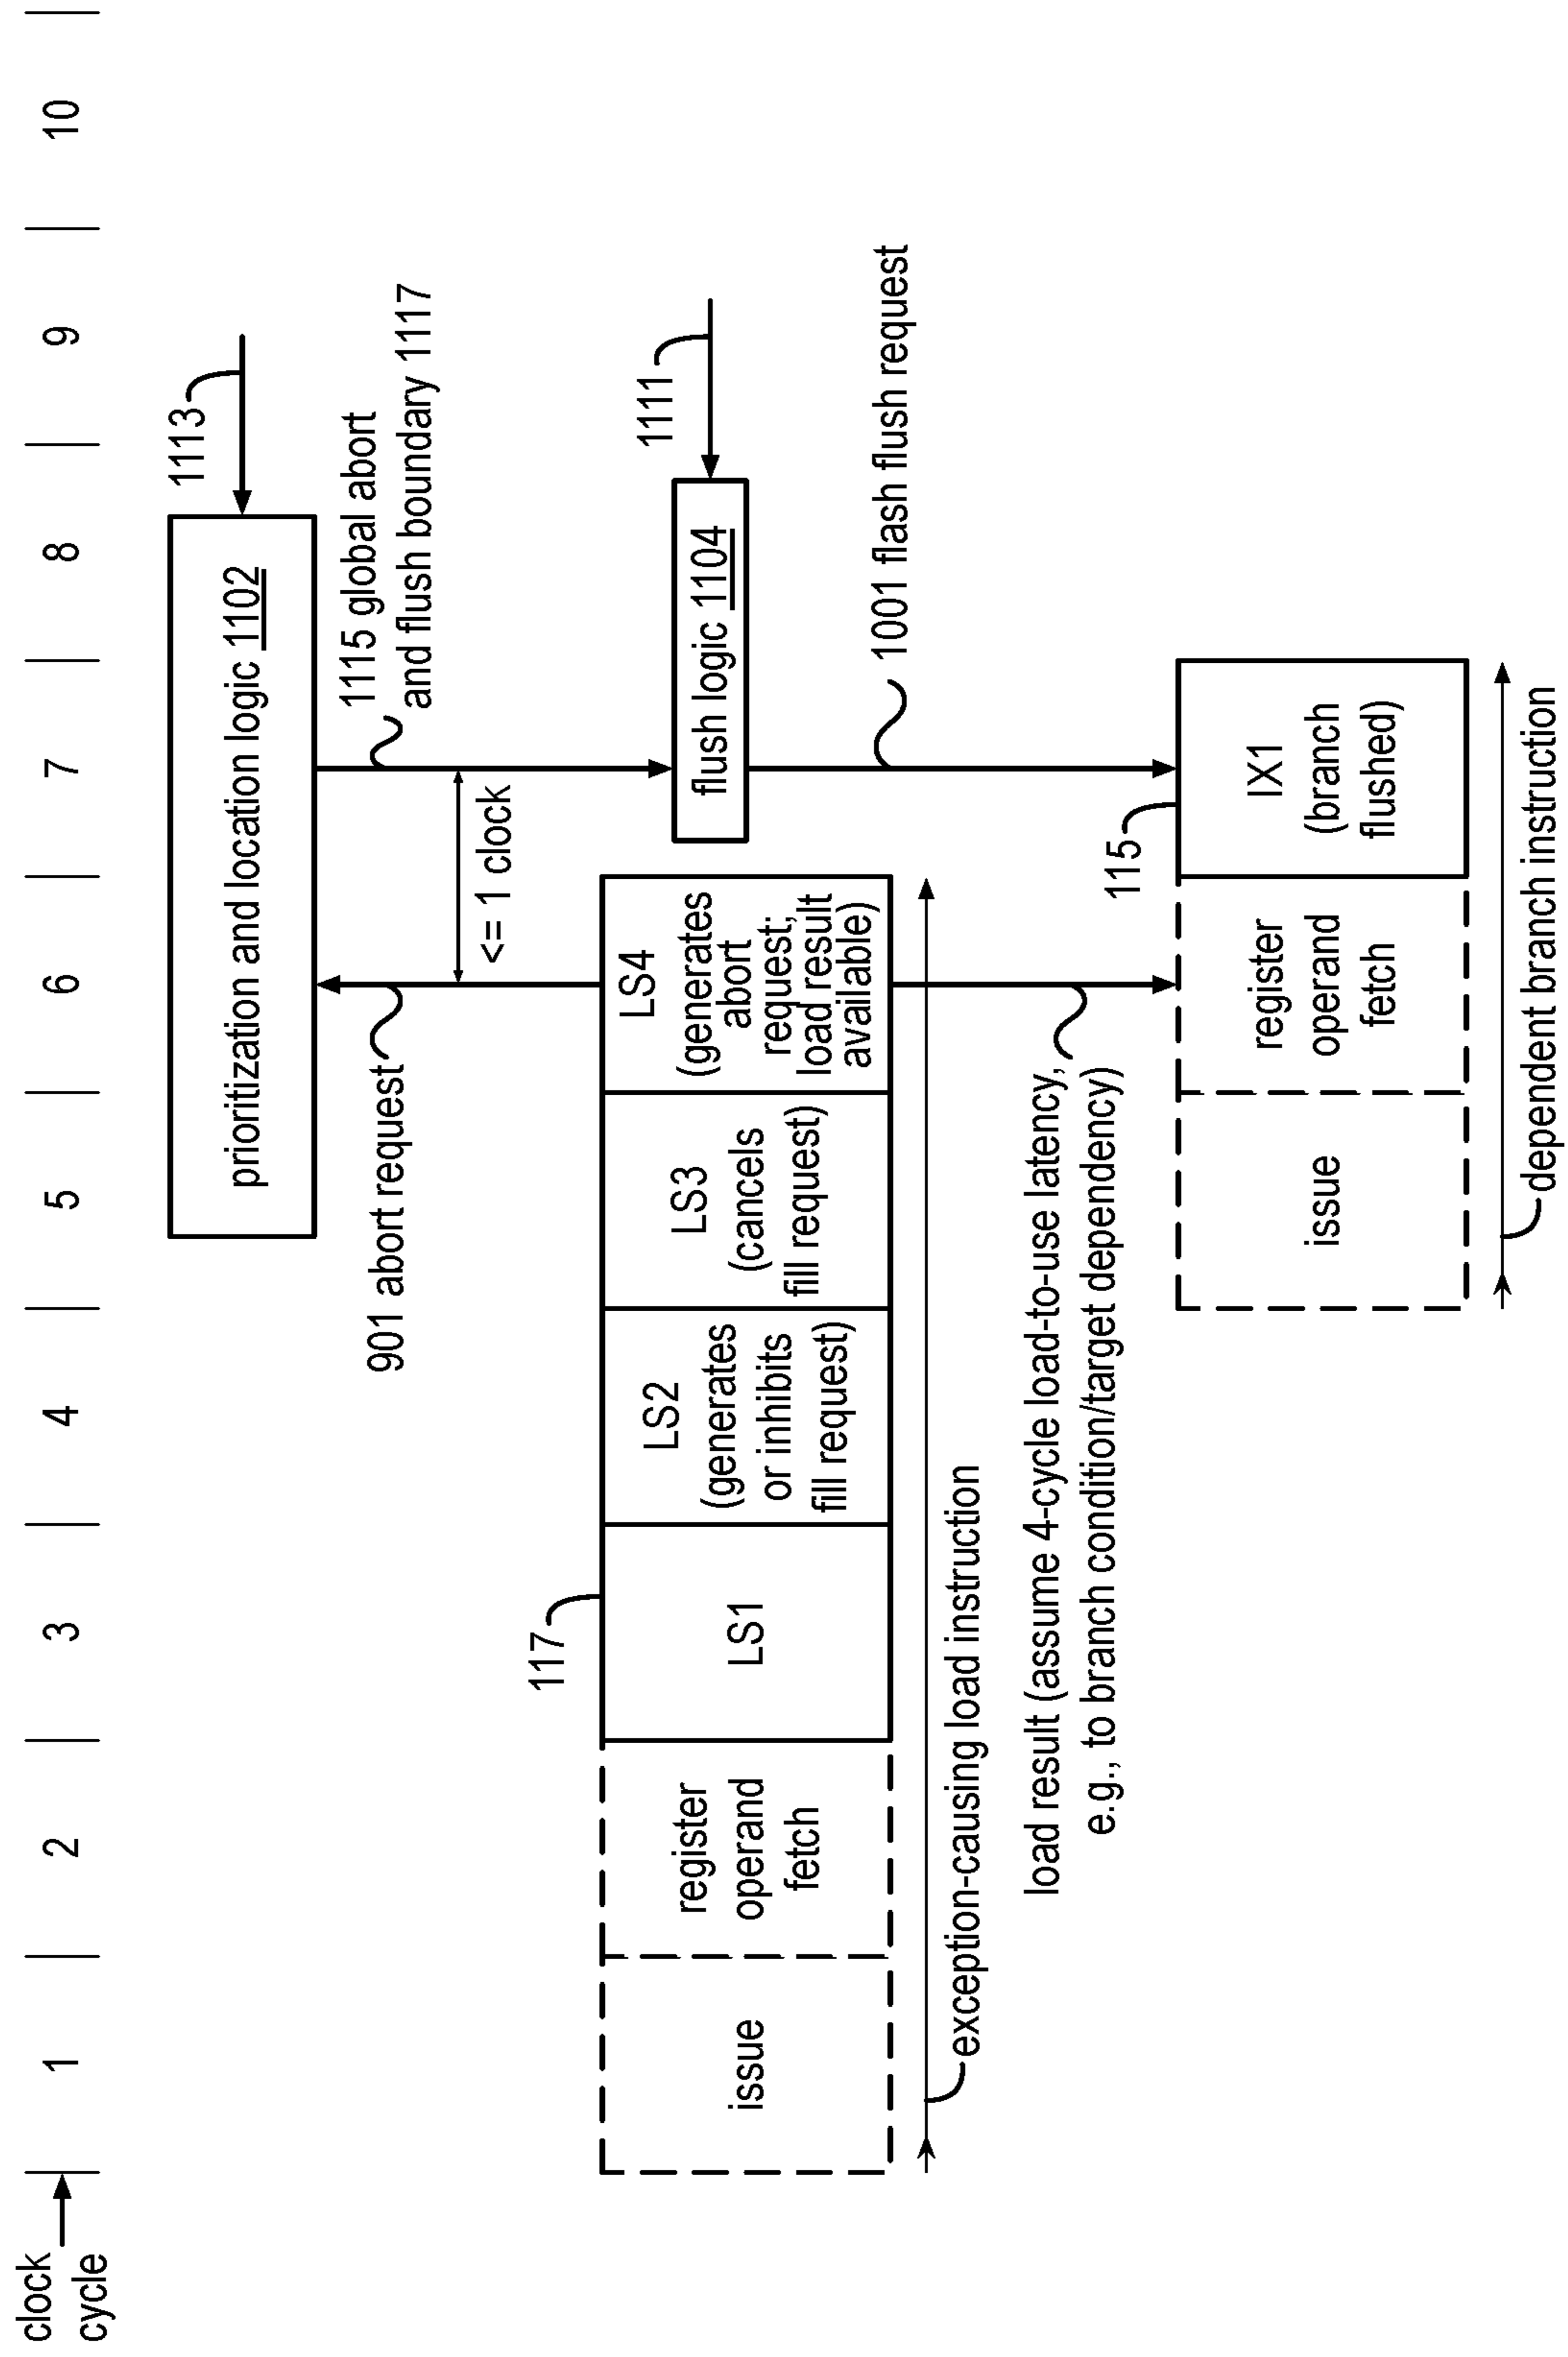 clock
cycle
1 2 3 4 5 6 7 8 9 10
prioritization and location logic 1102
1113
901 abort request
1115 global abort
and flush boundary 1117
<= 1 clock
117
issue
register
operand
fetch
LS1
LS2
(generates
or inhibits
fill request)
LS3
(cancels
fill request)
LS4
(generates
abort
request;
load result
available)
flush logic 1104
1111
exception-causing load instruction
1001 flash flush request
load result (assume 4-cycle load-to-use latency,
e.g., to branch condition/target dependency)
115
issue
register
operand
fetch
IX1
(branch
flushed)
dependent branch instruction